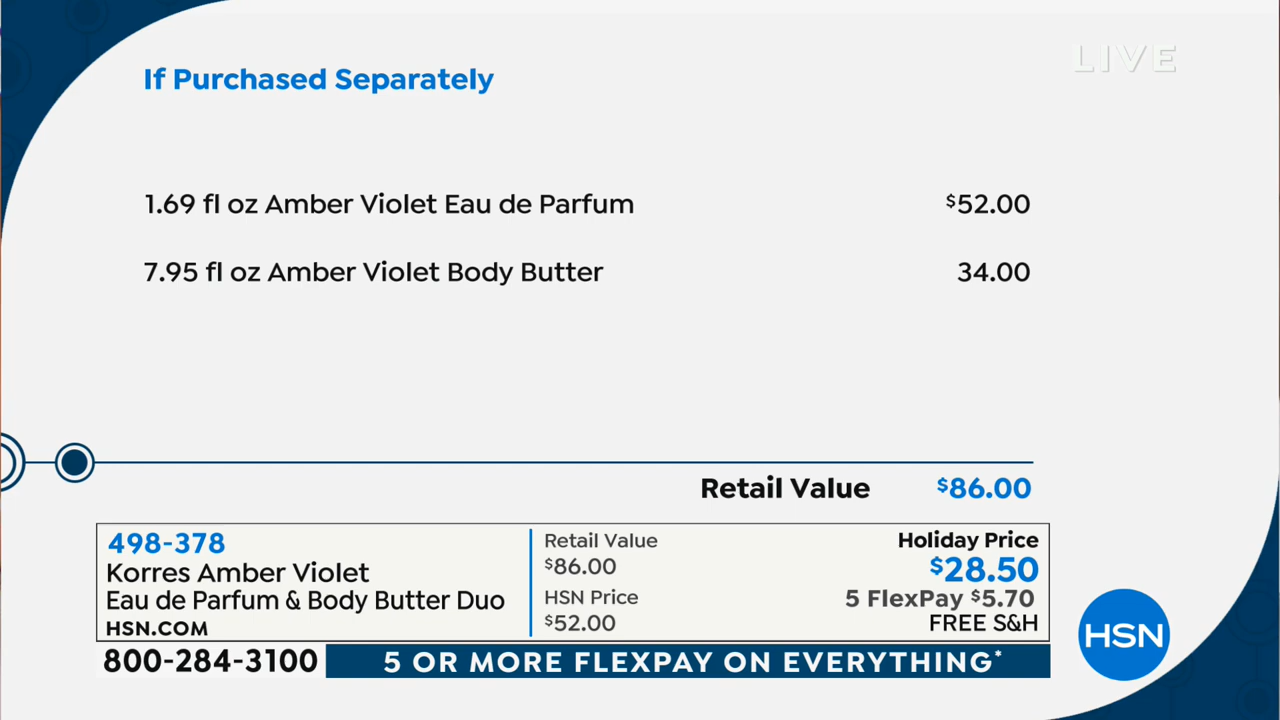 LIVE
If Purchased Separately
1.69 fl oz Amber Violet Eau de Parfum $52.00
7.95 fl oz Amber Violet Body Butter 34.00
Retail Value $86.00
498-378
Korres Amber Violet
Eau de Parfum & Body Butter Duo
HSN.COM
Retail Value
$86.00
HSN Price
$52.00
Holiday Price
$28.50
5 FlexPay $5.70
FREE S&H
HSN
800-284-3100 5 OR MORE FLEXPAY ON EVERYTHING*